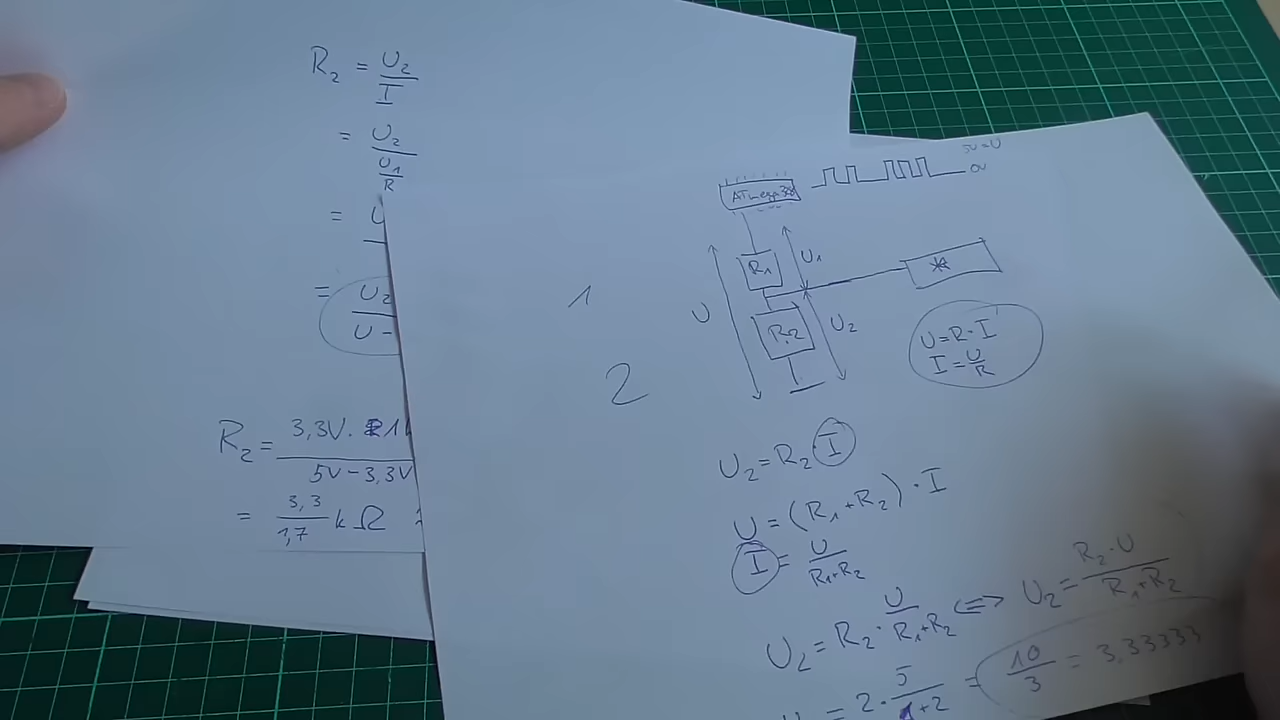 R₂ = U₂/I
= U₂/(U₁/R
= U
= U₂/U -
R₂ = 3,3V · 1k/5V - 3,3V
= 3,3/1,7 kΩ
1
2
5V = U
0V
ATmega328
R₁
U₁
U
R₂
U₂
U = R · I
I = U/R
U₂ = R₂ I
U = (R₁ + R₂) · I
I = U/R₁+R₂
U₂ = R₂ · U/R₁+R₂ ⇔ U₂ = R₂ · U/R₁+R₂
= 2 · 5/1+2 = 10/3 = 3,33333